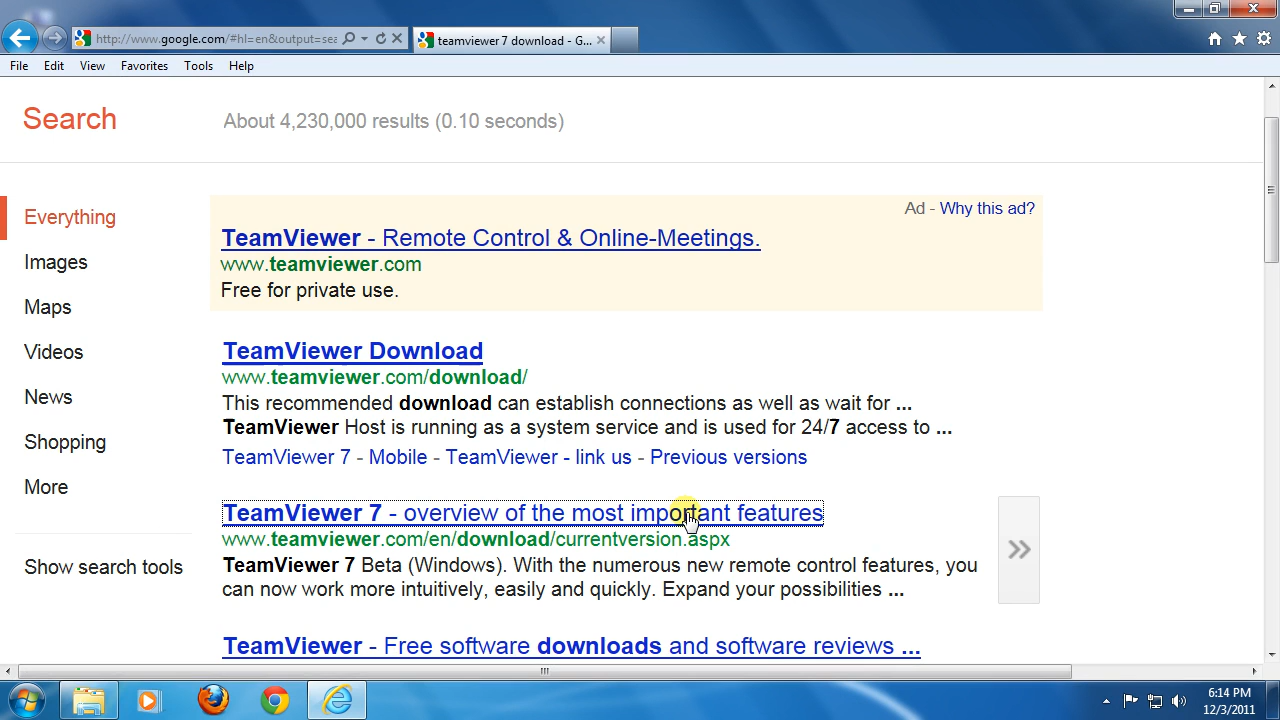 http://www.google.com/#hl=en&output=sea
teamviewer 7 download - G...
File Edit View Favorites Tools Help
Search
About 4,230,000 results (0.10 seconds)
Everything
Images
Maps
Videos
News
Shopping
More
Show search tools
Ad - Why this ad?
TeamViewer - Remote Control & Online-Meetings.
www.teamviewer.com
Free for private use.
TeamViewer Download
www.teamviewer.com/download/
This recommended download can establish connections as well as wait for ...
TeamViewer Host is running as a system service and is used for 24/7 access to ...
TeamViewer 7 - Mobile - TeamViewer - link us - Previous versions
TeamViewer 7 - overview of the most important features
www.teamviewer.com/en/download/currentversion.aspx
TeamViewer 7 Beta (Windows). With the numerous new remote control features, you
can now work more intuitively, easily and quickly. Expand your possibilities ...
TeamViewer - Free software downloads and software reviews ...
6:14 PM
12/3/2011